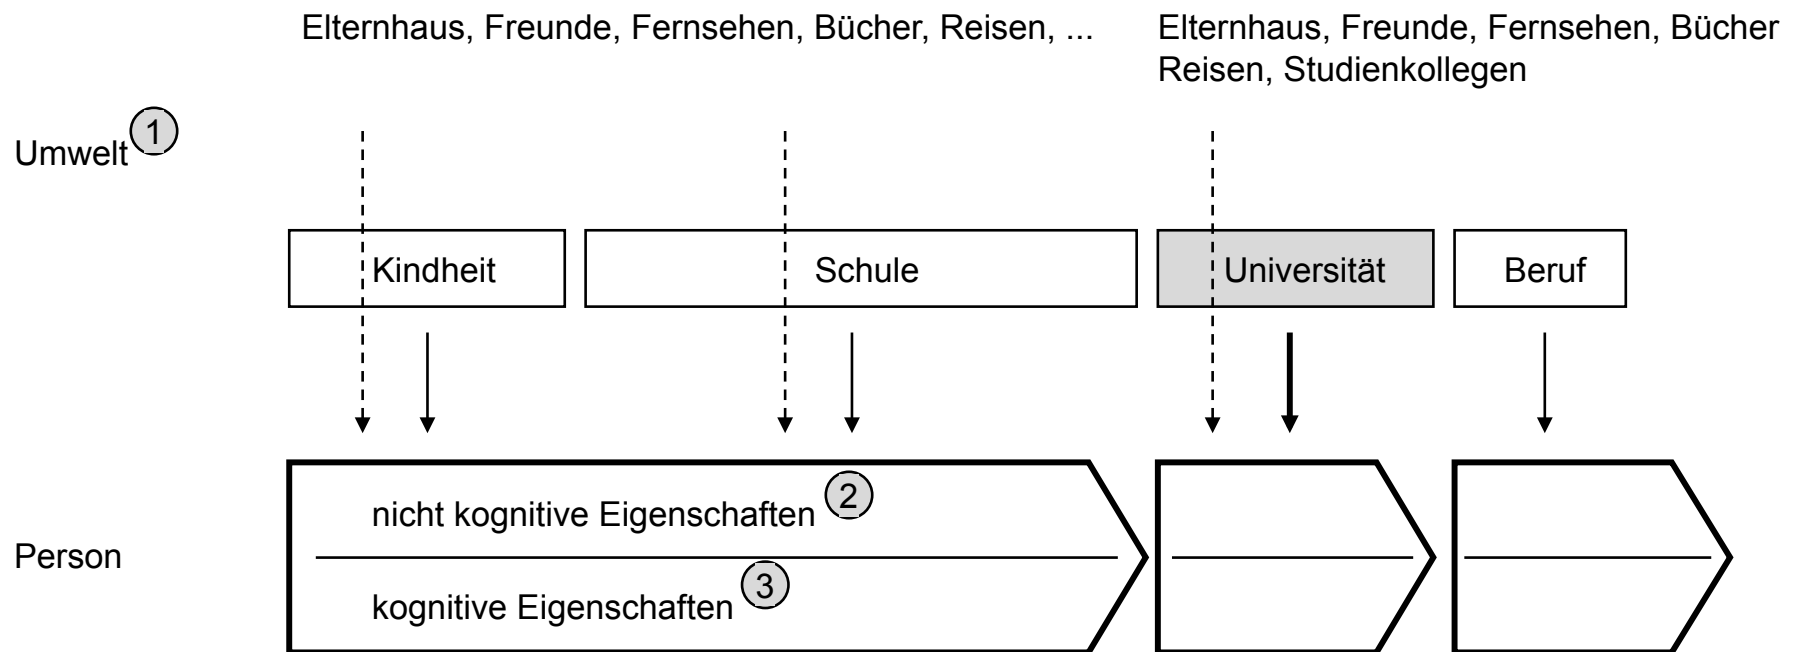 Elternhaus, Freunde, Fernsehen, Bücher, Reisen, ...
Elternhaus, Freunde, Fernsehen, Bücher
Reisen, Studienkollegen
Umwelt 1
Kindheit
Schule
Universität
Beruf
nicht kognitive Eigenschaften 2
Person
kognitive Eigenschaften 3